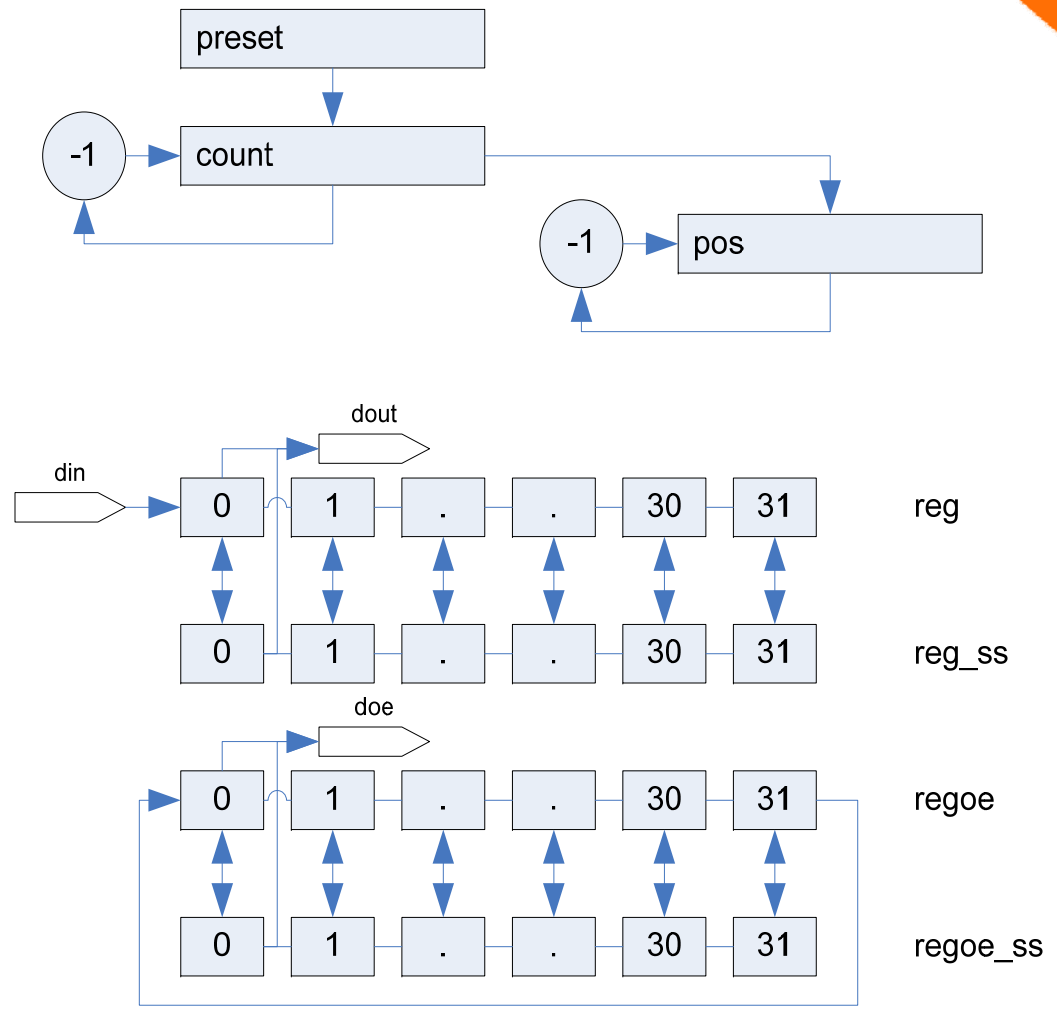 preset
-1
count
-1
pos
dout
din
0 1 . . 30 31 reg
0 1 . . 30 31 reg_ss
doe
0 1 . . 30 31 regoe
0 1 . . 30 31 regoe_ss